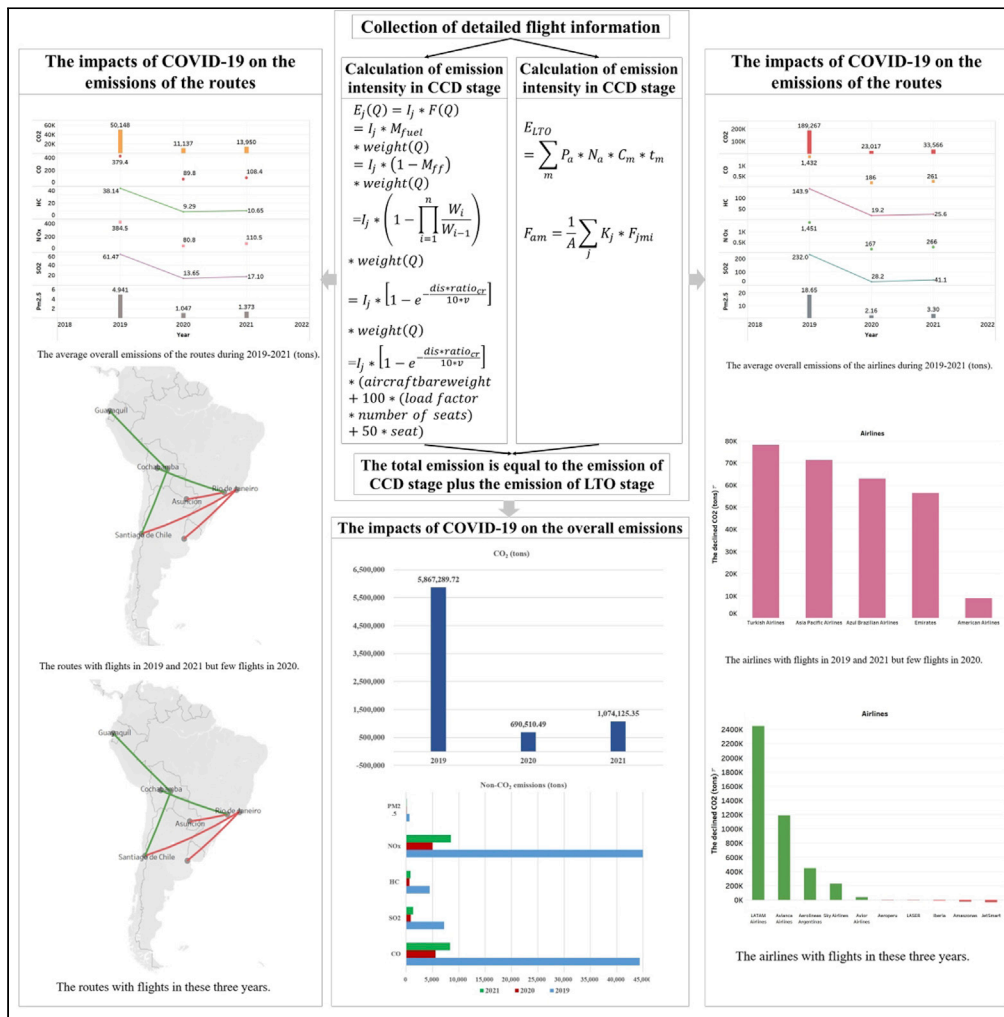 Collection of detailed flight information
The impacts of COVID-19 on the
emissions of the routes
CO2
60K
40K
20K
50,148
11,137
13,950
CO
400
200
0
379.4
89.8
108.4
HC
40
20
0
38.14
9.29
10.65
NOx
400
200
0
384.5
80.8
110.5
SO2
60
40
20
61.47
13.65
17.10
Pm2.5
6
4
2
4.941
1.047
1.373
2018
2019
2020
2021
2022
Year
The average overall emissions of the routes during 2019-2021 (tons).
Guayaquil
Cochabamba
Rio de Janeiro
Asuncion
Santiago de Chile
The routes with flights in 2019 and 2021 but few flights in 2020.
Guayaquil
Cochabamba
Rio de Janeiro
Asuncion
Santiago de Chile
The routes with flights in these three years.
Calculation of emission
intensity in CCD stage
E_j(Q) = I_j * F(Q)
= I_j * M_{fuel}
* weight(Q)
= I_j * (1 − M_{ff})
* weight(Q)
=I_j * (1 − ∏_{i=1}^{n} W_i/W_{i−1})
* weight(Q)
= I_j * [1 − e^{−dis*ratio_{cr}/10*v}]
* weight(Q)
=I_j * [1 − e^{−dis*ratio_{cr}/10*v}]
* (aircraftbareweight
+ 100 * (load factor
* number of seats)
+ 50 * seat)
Calculation of emission
intensity in CCD stage
E_{LTO}
= ∑_m P_a * N_a * C_m * t_m
F_{am} = 1/A ∑_j K_j * F_{jmi}
The total emission is equal to the emission of
CCD stage plus the emission of LTO stage
The impacts of COVID-19 on the overall emissions
CO₂ (tons)
6,500,000
5,500,000
4,500,000
3,500,000
2,500,000
1,500,000
500,000
-500,000
5,867,289.72
690,510.49
1,074,125.35
2019
2020
2021
Non-CO₂ emissions (tons)
PM2
.5
NOx
HC
SO2
CO
0
5,000
10,000
15,000
20,000
25,000
30,000
35,000
40,000
45,000
2021
2020
2019
The impacts of COVID-19 on the
emissions of the routes
CO2
200K
0K
189,267
23,017
33,566
CO
1K
0.5K
1,432
186
261
HC
100
50
143.9
19.2
25.6
NOx
1K
0.5K
1,451
167
266
SO2
200
100
0
232.0
28.2
41.1
Pm2.5
20
10
18.65
2.16
3.30
2018
2019
2020
2021
2022
Year
The average overall emissions of the airlines during 2019-2021 (tons).
Airlines
The declined CO2 (tons)
80K
70K
60K
50K
40K
30K
20K
10K
0K
Turkish Airlines
Asia Pacific Airlines
Azul Brazilian Airlines
Emirates
American Airlines
The airlines with flights in 2019 and 2021 but few flights in 2020.
Airlines
The declined CO2 (tons)
2400K
2200K
2000K
1800K
1600K
1400K
1200K
1000K
800K
600K
400K
200K
0K
LATAM
Airlines
Avianca
Airlines
Aerolineas
Argentinas
Sky Airlines
Avior
Airlines
Aeroperu
LASER
Iberia
Amaszonas
JetSmart
The airlines with flights in these three years.